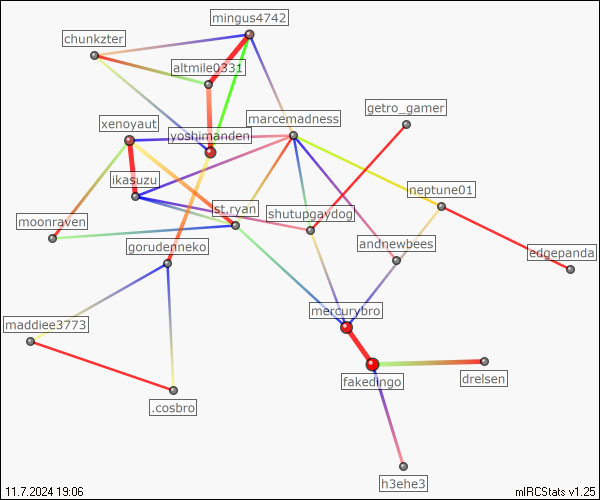 mingus4742
chunkzter
altmile0331
getro_gamer
marcemadness
xenoyaut
yoshimanden
ikasuzu
neptune01
st.ryan
shutupgaydog
moonraven
andnewbees
gorudenneko
edgepanda
mercurybro
maddiee3773
fakedingo
drelsen
.cosbro
h3ehe3
11.7.2024 19:06
mIRCStats v1.25